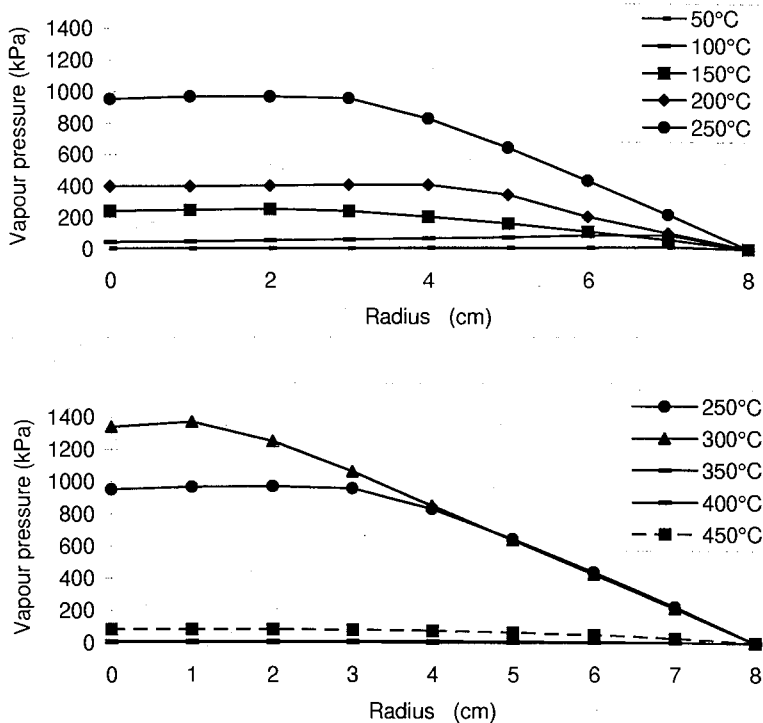 Vapour pressure (kPa)
1400
1200
1000
800
600
400
200
0
0 2 4 6 8
Radius (cm)
50°C
100°C
150°C
200°C
250°C
Vapour pressure (kPa)
1400
1200
1000
800
600
400
200
0
0 1 2 3 4 5 6 7 8
Radius (cm)
250°C
300°C
350°C
400°C
450°C